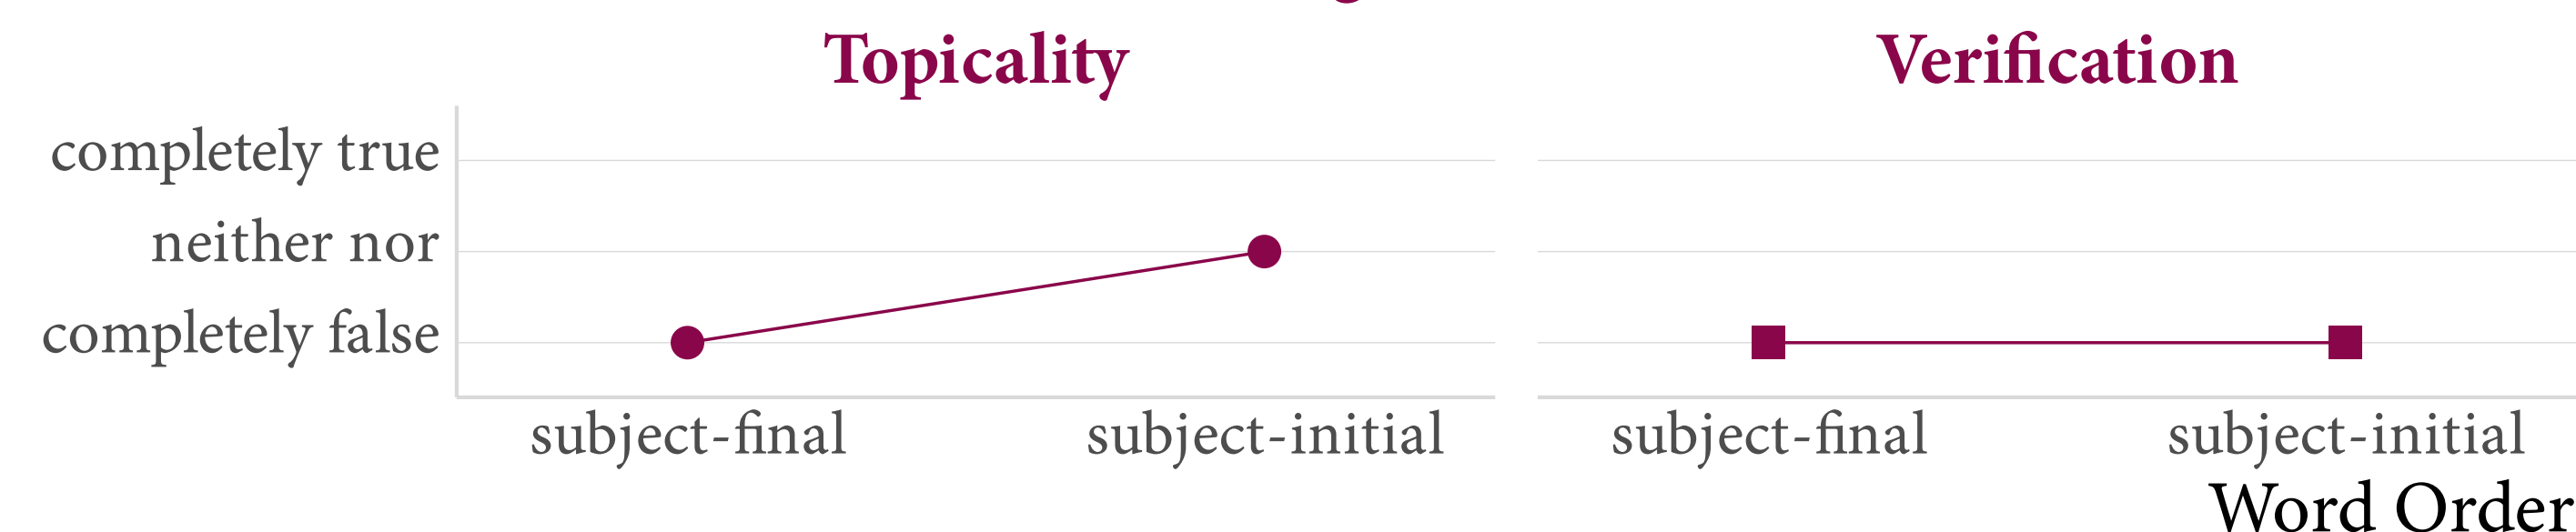 Topicality
Verification
completely true
neither nor
completely false
subject-final
subject-initial
subject-final
subject-initial
Word Order